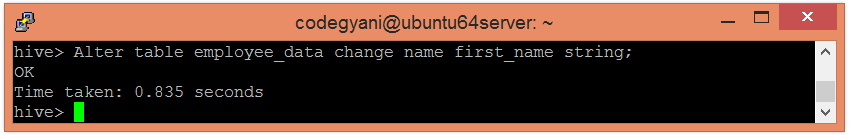 codegyani@ubuntu64server: ~
hive> Alter table employee_data change name first_name string;
OK
Time taken: 0.835 seconds
hive>